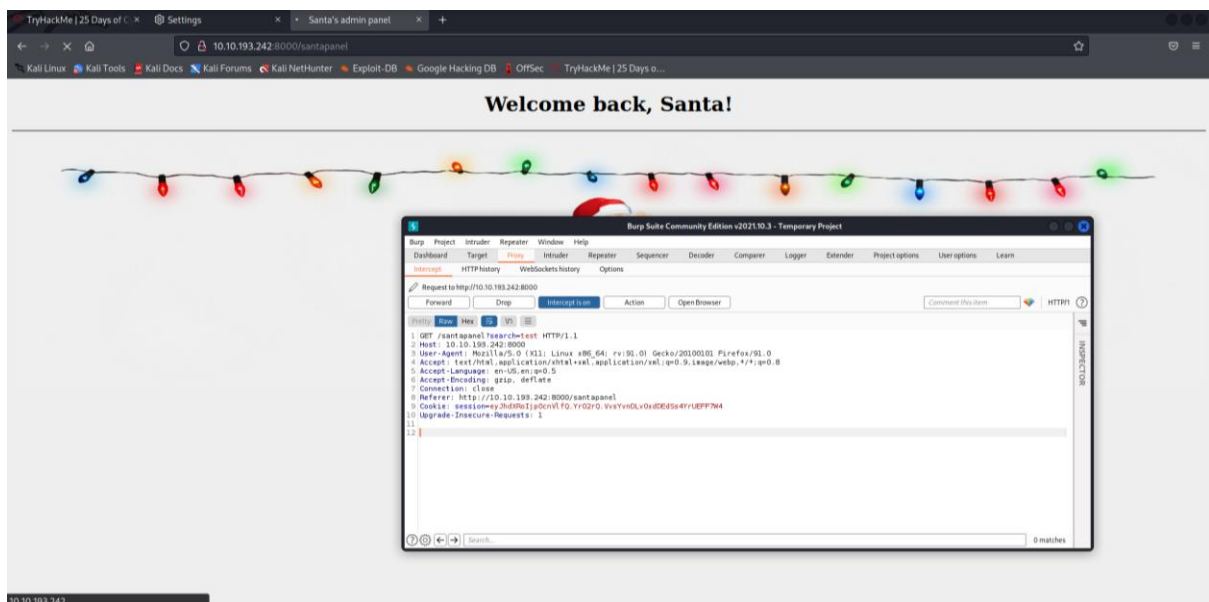 TryHackMe | 25 Days of C
Settings
Santa's admin panel
10.10.193.242:8000/santapanel
Kali Linux Kali Tools Kali Docs Kali Forums Kali NetHunter Exploit-DB Google Hacking DB OffSec TryHackMe | 25 Days o...
Welcome back, Santa!
Burp Suite Community Edition v2021.10.3 - Temporary Project
Burp Project Intruder Repeater Window Help
Dashboard Target Proxy Intruder Repeater Sequencer Decoder Comparer Logger Extender Project options User options Learn
Intercept HTTP history WebSockets history Options
Request to http://10.10.193.242:8000
Forward Drop Intercept is on Action Open Browser Comment this item HTTP/1
Pretty Raw Hex \n
1 GET /santapanel?search=test HTTP/1.1
2 Host: 10.10.193.242:8000
3 User-Agent: Mozilla/5.0 (X11; Linux x86_64; rv:91.0) Gecko/20100101 Firefox/91.0
4 Accept: text/html,application/xhtml+xml,application/xml;q=0.9,image/webp,*/*;q=0.8
5 Accept-Language: en-US,en;q=0.5
6 Accept-Encoding: gzip, deflate
7 Connection: close
8 Referer: http://10.10.193.242:8000/santapanel
9 Cookie:
10 Upgrade-Insecure-Requests: 1
11
12
INSPECTOR
Search...
0 matches
10.10.193.242